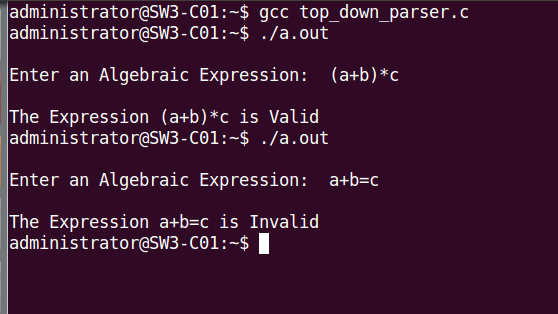 administrator@SW3-C01:~$ gcc top_down_parser.c
administrator@SW3-C01:~$ ./a.out
Enter an Algebraic Expression:  (a+b)*c
The Expression (a+b)*c is Valid
administrator@SW3-C01:~$ ./a.out
Enter an Algebraic Expression:  a+b=c
The Expression a+b=c is Invalid
administrator@SW3-C01:~$